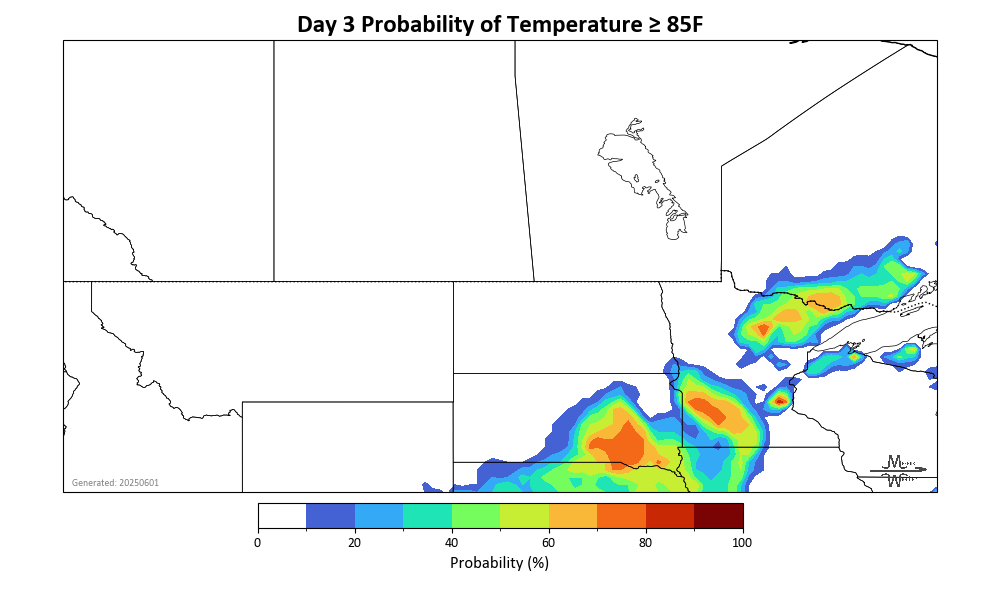 Day 3 Probability of Temperature ≥ 85F
Generated: 20250601
0 20 40 60 80 100
Probability (%)